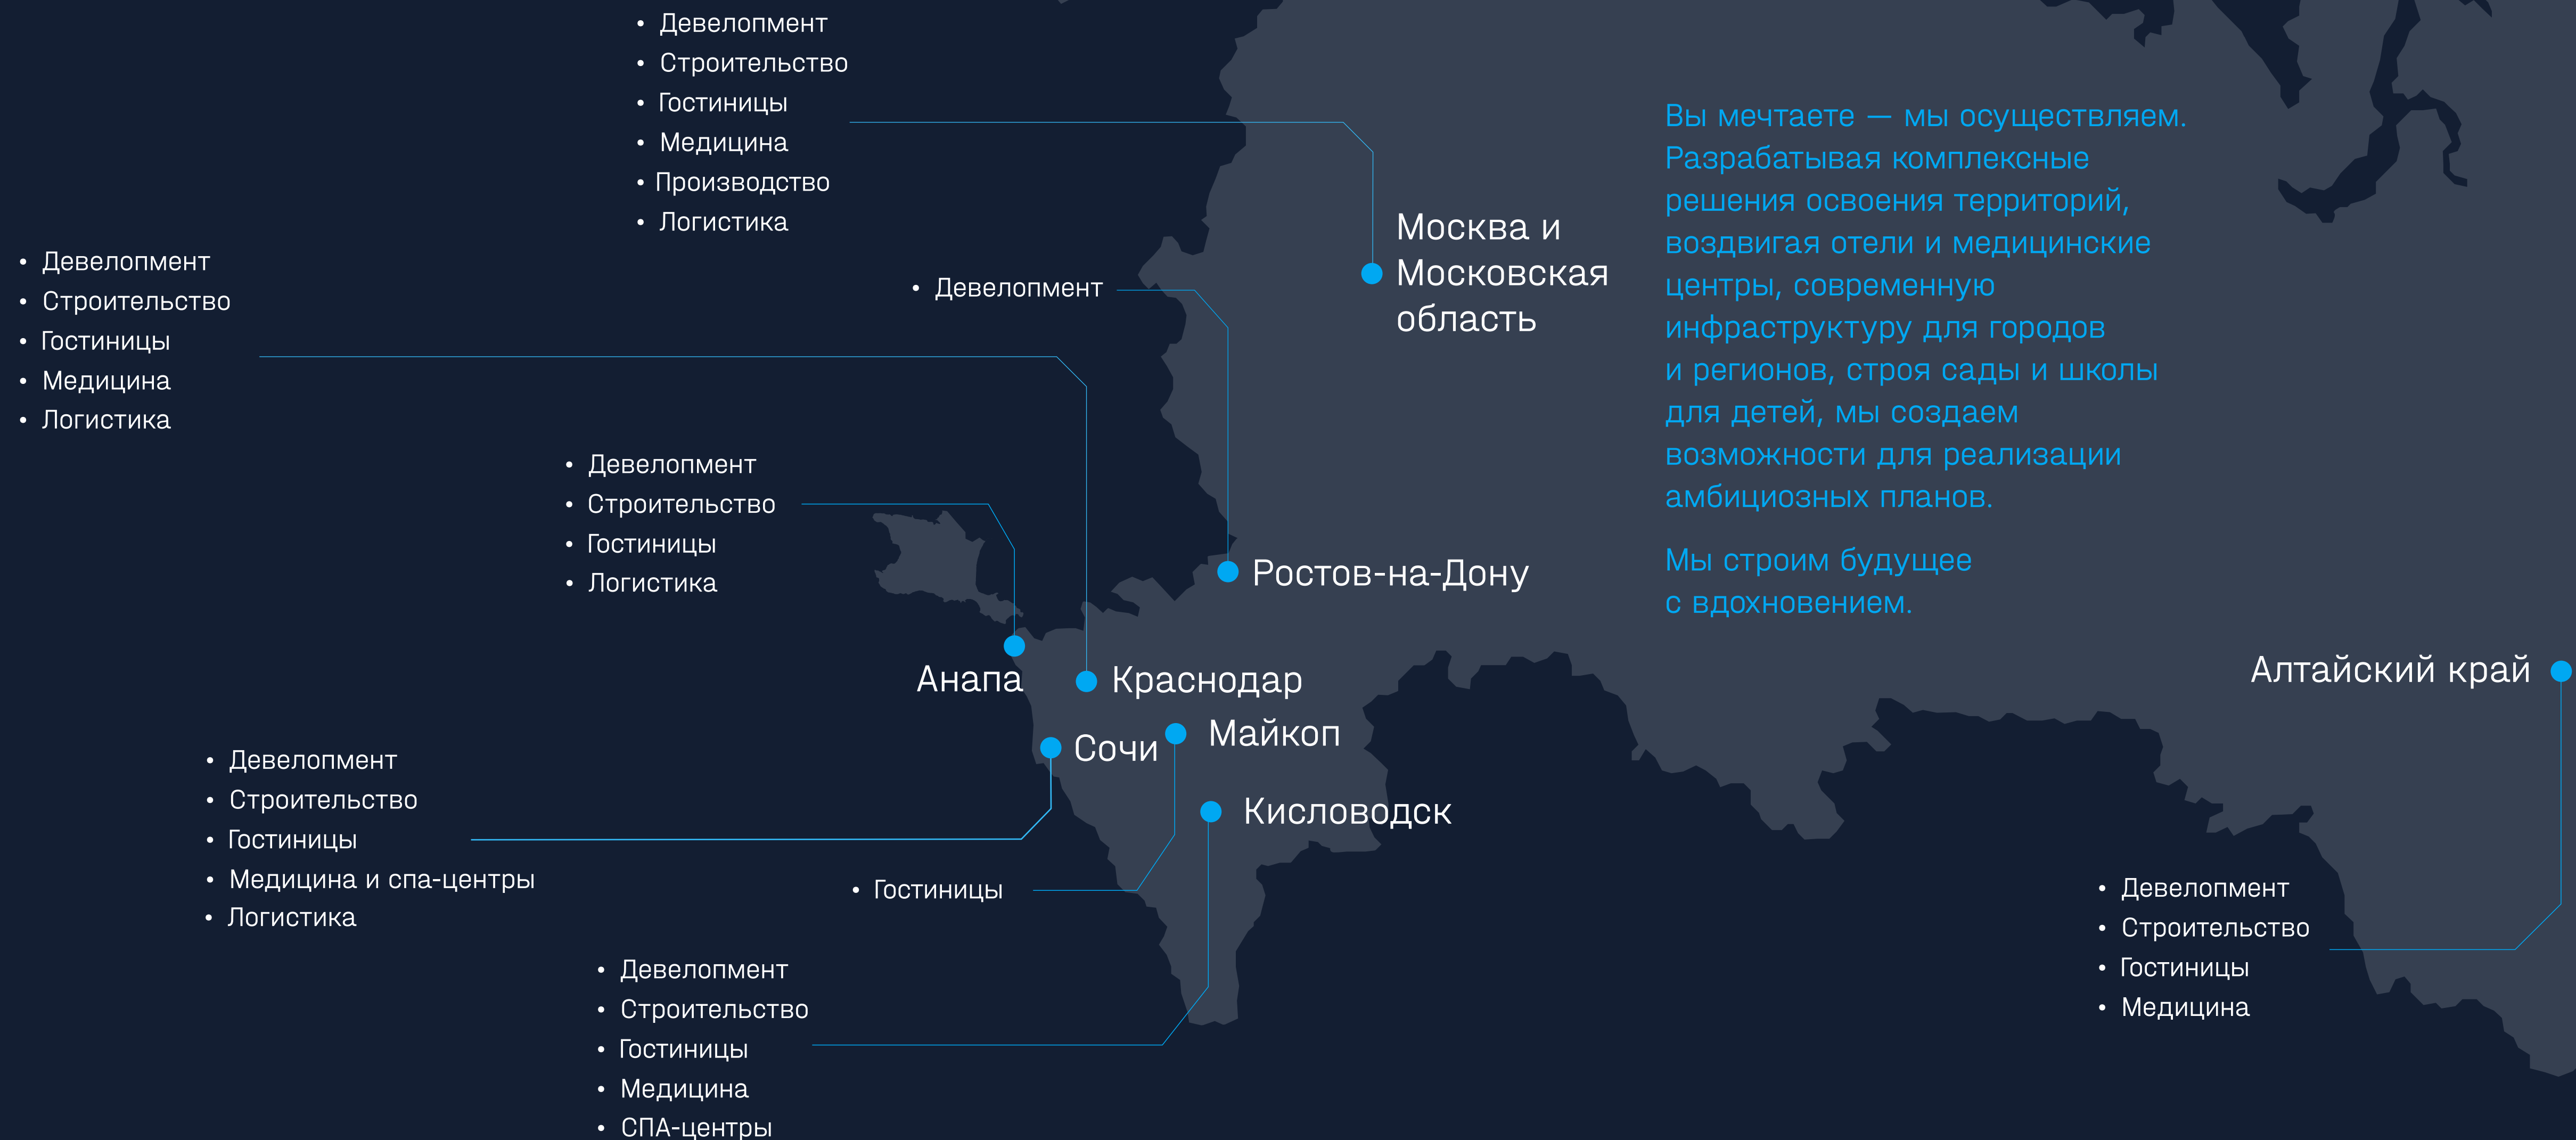 • Девелопмент
• Строительство
• Гостиницы
• Медицина
• Производство
• Логистика
Москва и
Московская
область
Вы мечтаете — мы осуществляем.
Разрабатывая комплексные
решения освоения территорий,
воздвигая отели и медицинские
центры, современную
инфраструктуру для городов
и регионов, строя сады и школы
для детей, мы создаем
возможности для реализации
амбициозных планов.
Мы строим будущее
с вдохновением.
• Девелопмент
• Строительство
• Гостиницы
• Медицина
• Логистика
Краснодар
• Девелопмент
Ростов-на-Дону
• Девелопмент
• Строительство
• Гостиницы
• Логистика
Анапа
• Девелопмент
• Строительство
• Гостиницы
• Медицина и спа-центры
• Логистика
Сочи
• Гостиницы
Майкоп
• Девелопмент
• Строительство
• Гостиницы
• Медицина
• СПА-центры
Кисловодск
Алтайский край
• Девелопмент
• Строительство
• Гостиницы
• Медицина